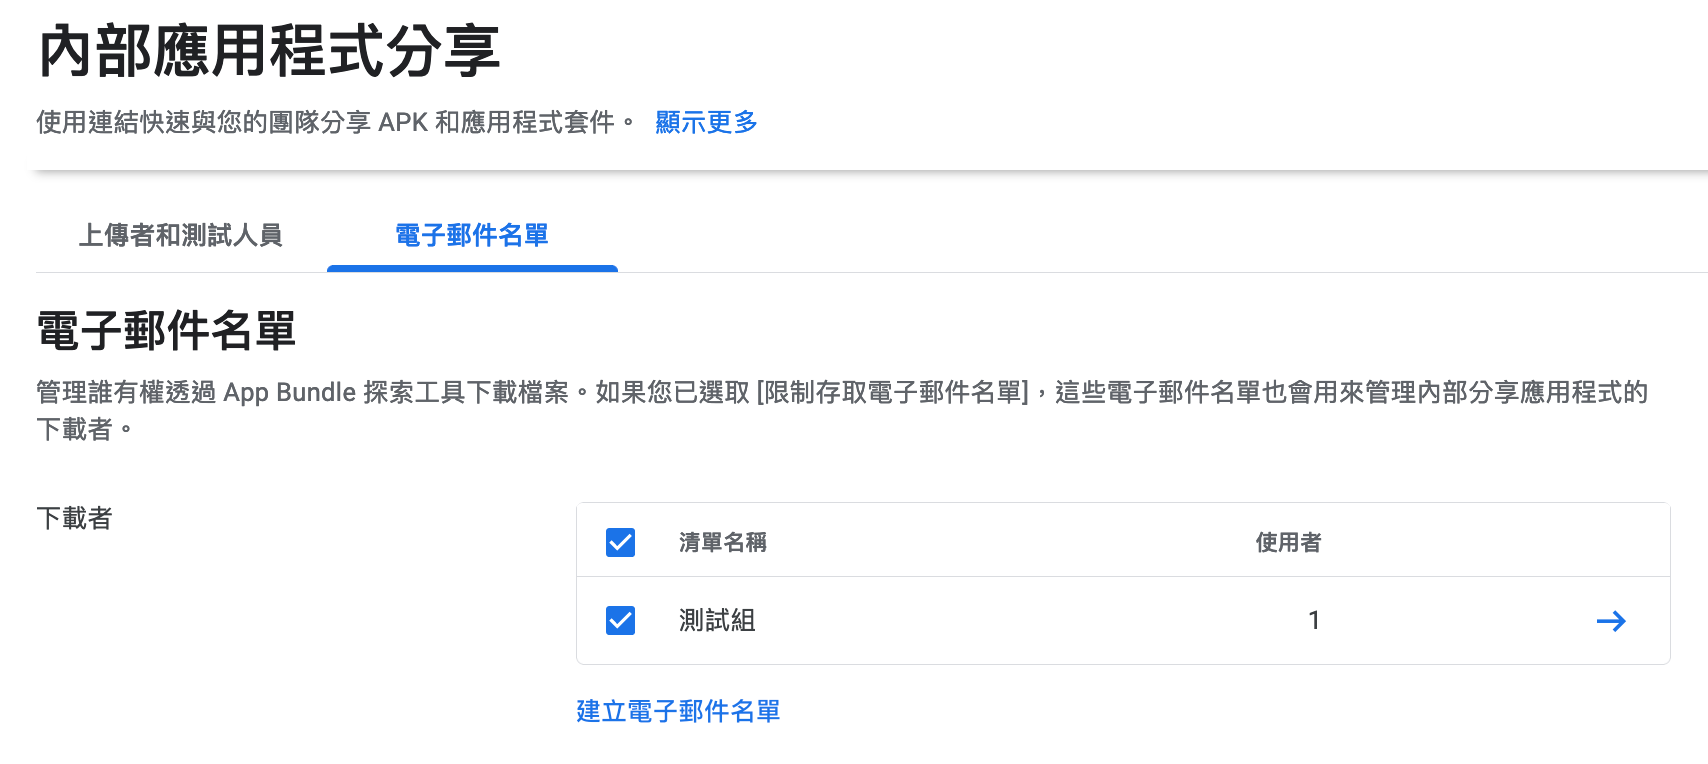 內部應用程式分享
使用連結快速與您的團隊分享 APK 和應用程式套件。 顯示更多
上傳者和測試人員 電子郵件名單
電子郵件名單
管理誰有權透過 App Bundle 探索工具下載檔案。如果您已選取 [限制存取電子郵件名單]，這些電子郵件名單也會用來管理內部分享應用程式的
下載者。
下載者
清單名稱 使用者
測試組 1
建立電子郵件名單